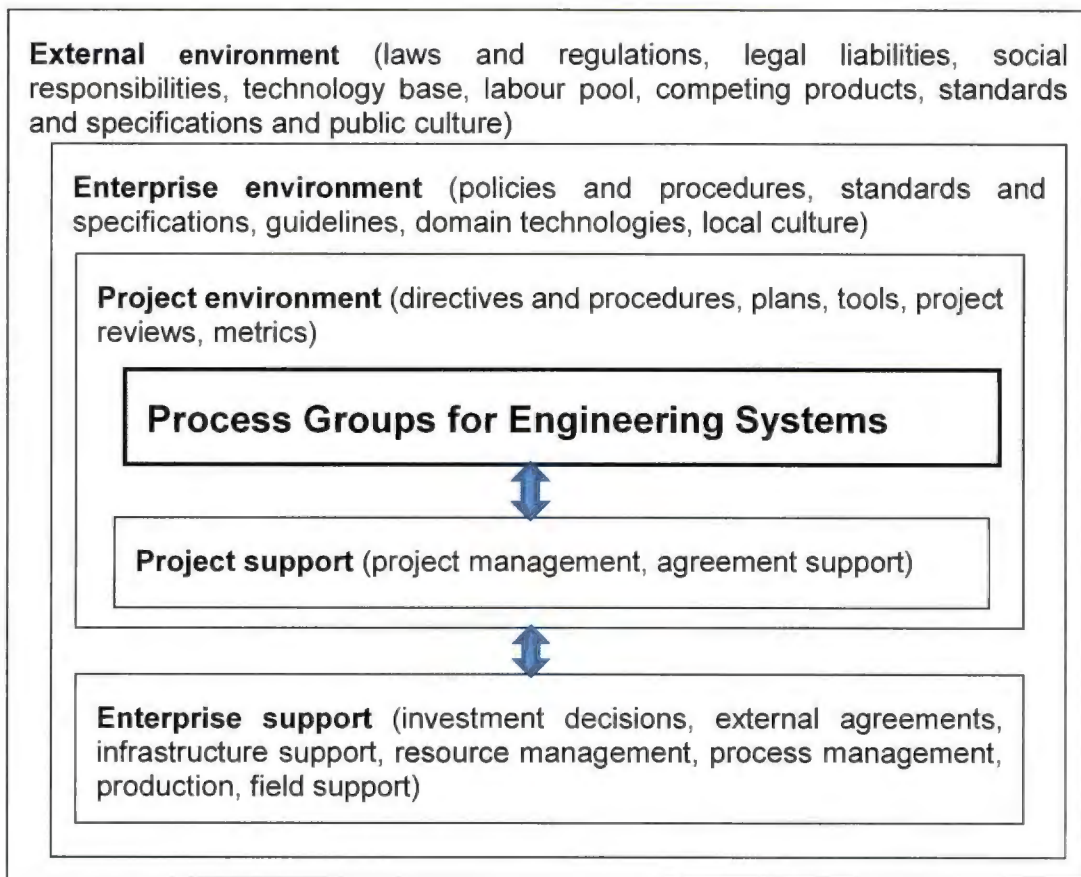 External environment (laws and regulations, legal liabilities, social
responsibilities, technology base, labour pool, competing products, standards
and specifications and public culture)
Enterprise environment (policies and procedures, standards and
specifications, guidelines, domain technologies, local culture)
Project environment (directives and procedures, plans, tools, project
reviews, metrics)
Process Groups for Engineering Systems
Project support (project management, agreement support)
Enterprise support (investment decisions, external agreements,
infrastructure support, resource management, process management,
production, field support)